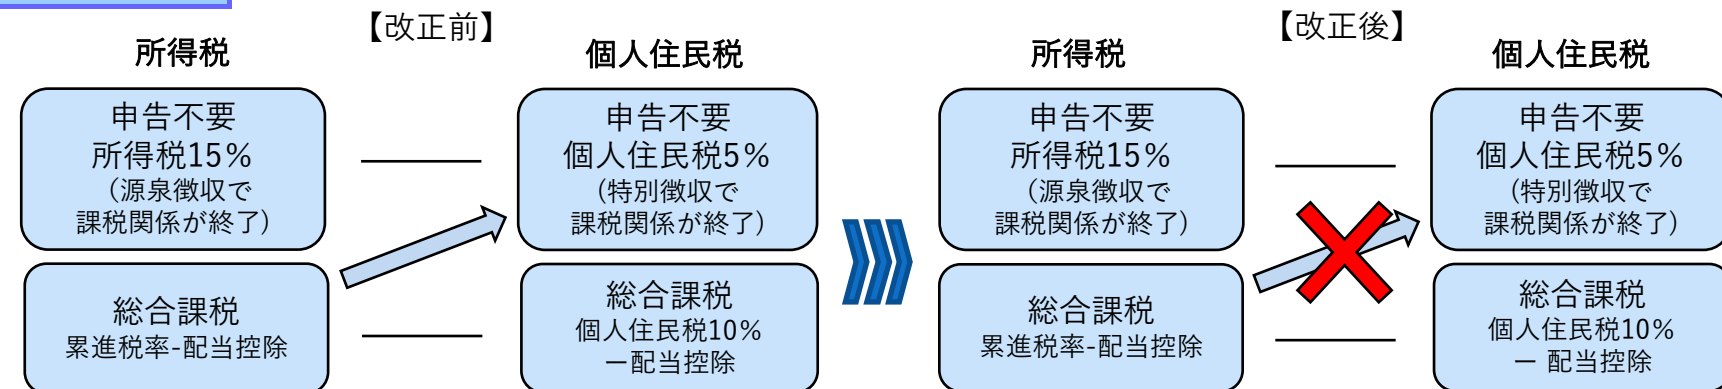 【改正前】
所得税
個人住民税
申告不要
所得税15%
(源泉徴収で
課税関係が終了)
申告不要
個人住民税5%
(特別徴収で
課税関係が終了)
総合課税
累進税率-配当控除
総合課税
個人住民税10%
ー配当控除
【改正後】
所得税
個人住民税
申告不要
所得税15%
(源泉徴収で
課税関係が終了)
申告不要
個人住民税5%
(特別徴収で
課税関係が終了)
総合課税
累進税率-配当控除
総合課税
個人住民税10%
ー 配当控除